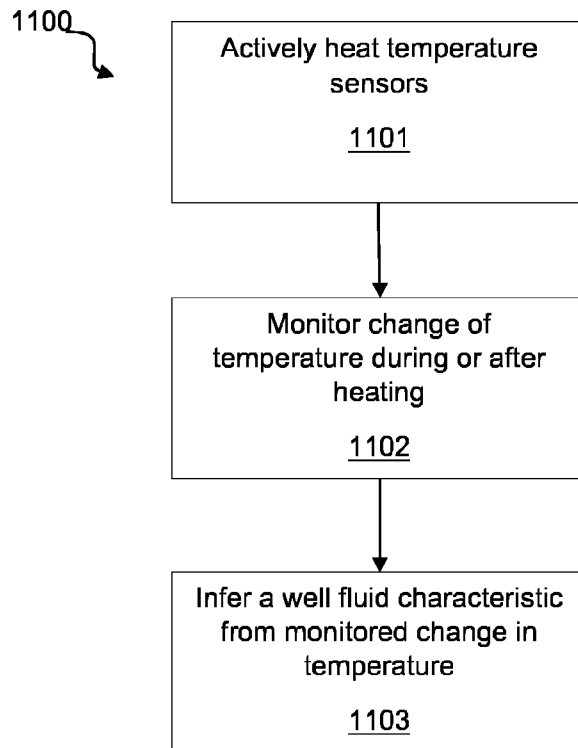 1100
Actively heat temperature
sensors
1101
Monitor change of
temperature during or after
heating
1102
Infer a well fluid characteristic
from monitored change in
temperature
1103